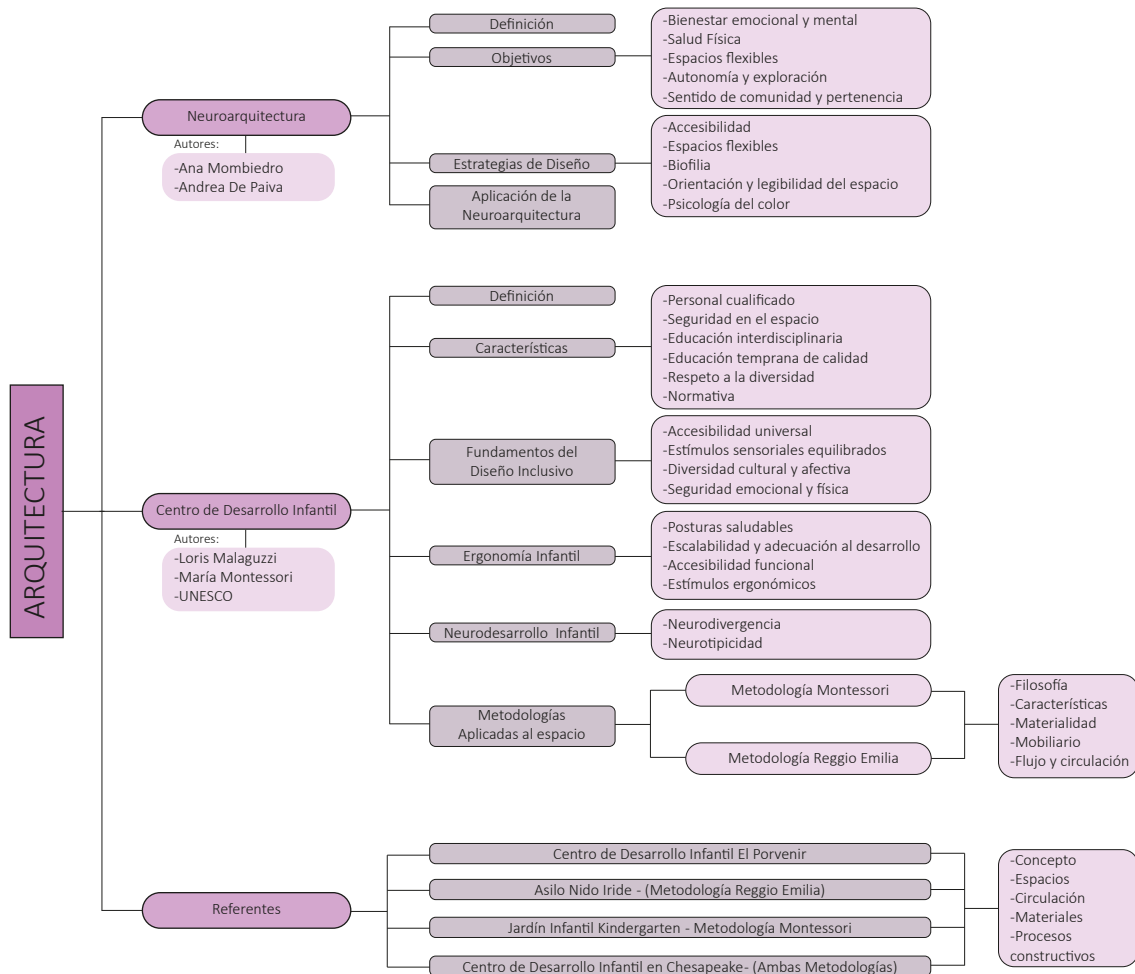 ARQUITECTURA
Neuroarquitectura
Autores:
-Ana Mombiedro
-Andrea De Paiva
Definición
Objetivos
-Bienestar emocional y mental
-Salud Física
-Espacios flexibles
-Autonomía y exploración
-Sentido de comunidad y pertenencia
Estrategias de Diseño
-Accesibilidad
-Espacios flexibles
-Biofilia
-Orientación y legibilidad del espacio
-Psicología del color
Aplicación de la
Neuroarquitectura
Centro de Desarrollo Infantil
Autores:
-Loris Malaguzzi
-María Montessori
-UNESCO
Definición
Características
-Personal cualificado
-Seguridad en el espacio
-Educación interdisciplinaria
-Educación temprana de calidad
-Respeto a la diversidad
-Normativa
Fundamentos del
Diseño Inclusivo
-Accesibilidad universal
-Estímulos sensoriales equilibrados
-Diversidad cultural y afectiva
-Seguridad emocional y física
Ergonomía Infantil
-Posturas saludables
-Escalabilidad y adecuación al desarrollo
-Accesibilidad funcional
-Estímulos ergonómicos
Neurodesarrollo Infantil
-Neurodivergencia
-Neurotipicidad
Metodologías
Aplicadas al espacio
Metodología Montessori
Metodología Reggio Emilia
-Filosofía
-Características
-Materialidad
-Mobiliario
-Flujo y circulación
Referentes
Centro de Desarrollo Infantil El Porvenir
Asilo Nido Iride - (Metodología Reggio Emilia)
Jardín Infantil Kindergarten - Metodología Montessori
Centro de Desarrollo Infantil en Chesapeake- (Ambas Metodologías)
-Concepto
-Espacios
-Circulación
-Materiales
-Procesos
constructivos